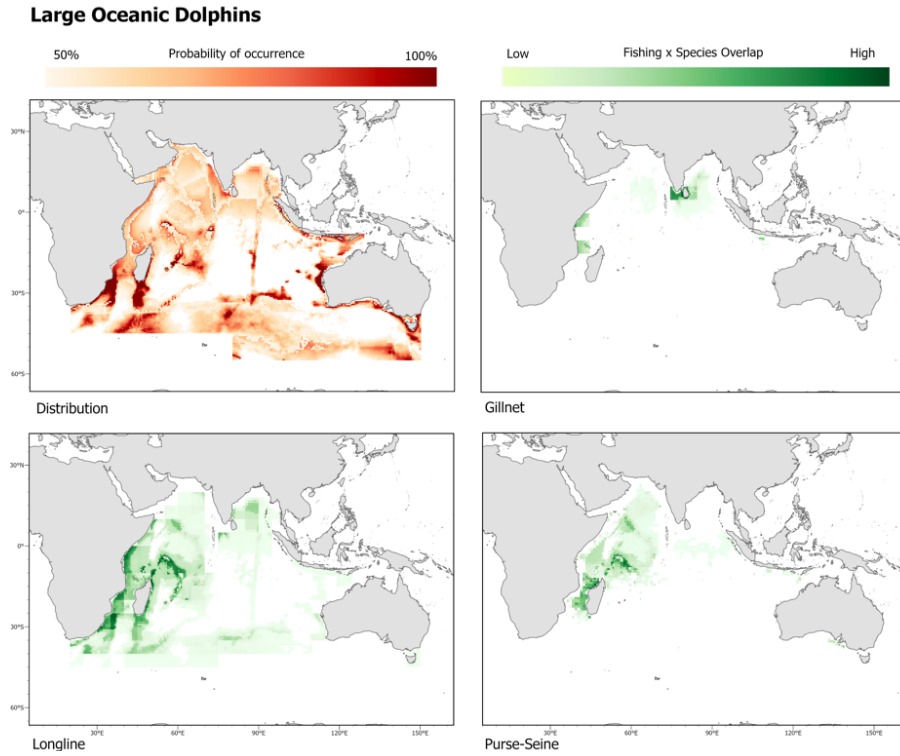 Large Oceanic Dolphins
50% Probability of occurrence 100%
Low Fishing x Species Overlap High
30°N
0°
30°S
60°S
Distribution
Gillnet
30°N
0°
30°S
60°S
30°E 60°E 90°E 120°E 150°E
30°E 60°E 90°E 120°E 150°E
Longline
Purse-Seine